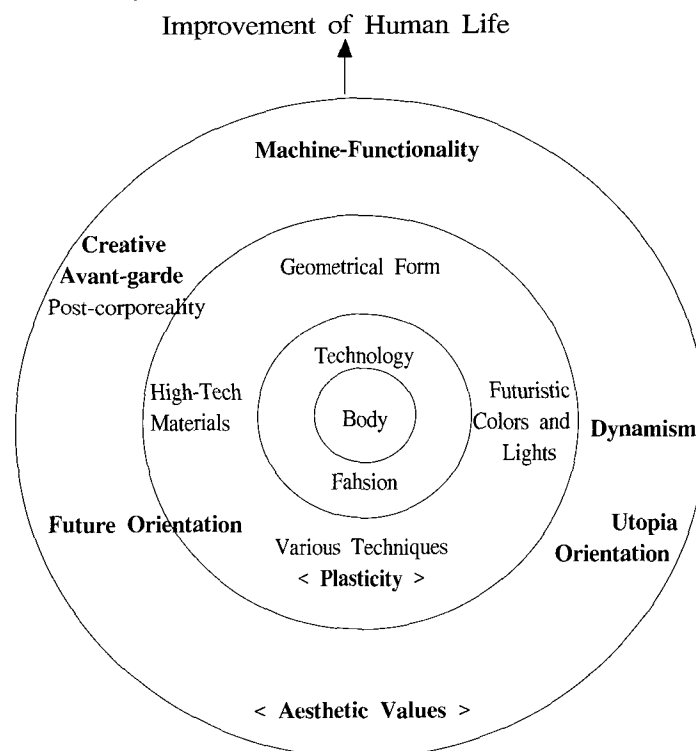 Improvement of Human Life
Machine-Functionality
Creative
Avant-garde
Post-corporeality
Geometrical Form
Technology
High-Tech
Materials
Body
Futuristic
Colors and
Lights
Dynamism
Fahsion
Future Orientation
Utopia
Orientation
Various Techniques
< Plasticity >
< Aesthetic Values >